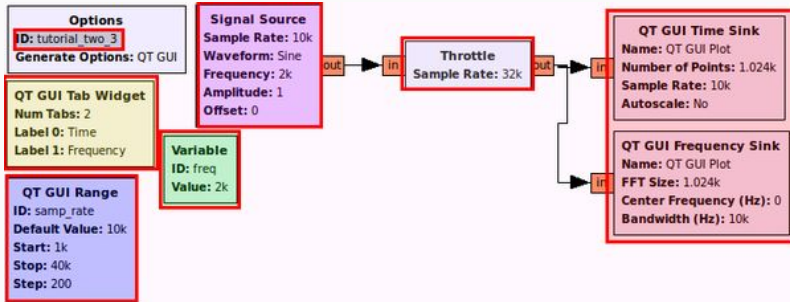 Options
ID: tutorial_two_3
Generate Options: QT GUI
QT GUI Tab Widget
Num Tabs: 2
Label 0: Time
Label 1: Frequency
Variable
ID: freq
Value: 2k
QT GUI Range
ID: samp_rate
Default Value: 10k
Start: 1k
Stop: 40k
Step: 200
Signal Source
Sample Rate: 10k
Waveform: Sine
Frequency: 2k
Amplitude: 1
Offset: 0
out
in
Throttle
Sample Rate: 32k
out
in
QT GUI Time Sink
Name: QT GUI Plot
Number of Points: 1.024k
Sample Rate: 10k
Autoscale: No
in
QT GUI Frequency Sink
Name: QT GUI Plot
FFT Size: 1.024k
Center Frequency (Hz): 0
Bandwidth (Hz): 10k